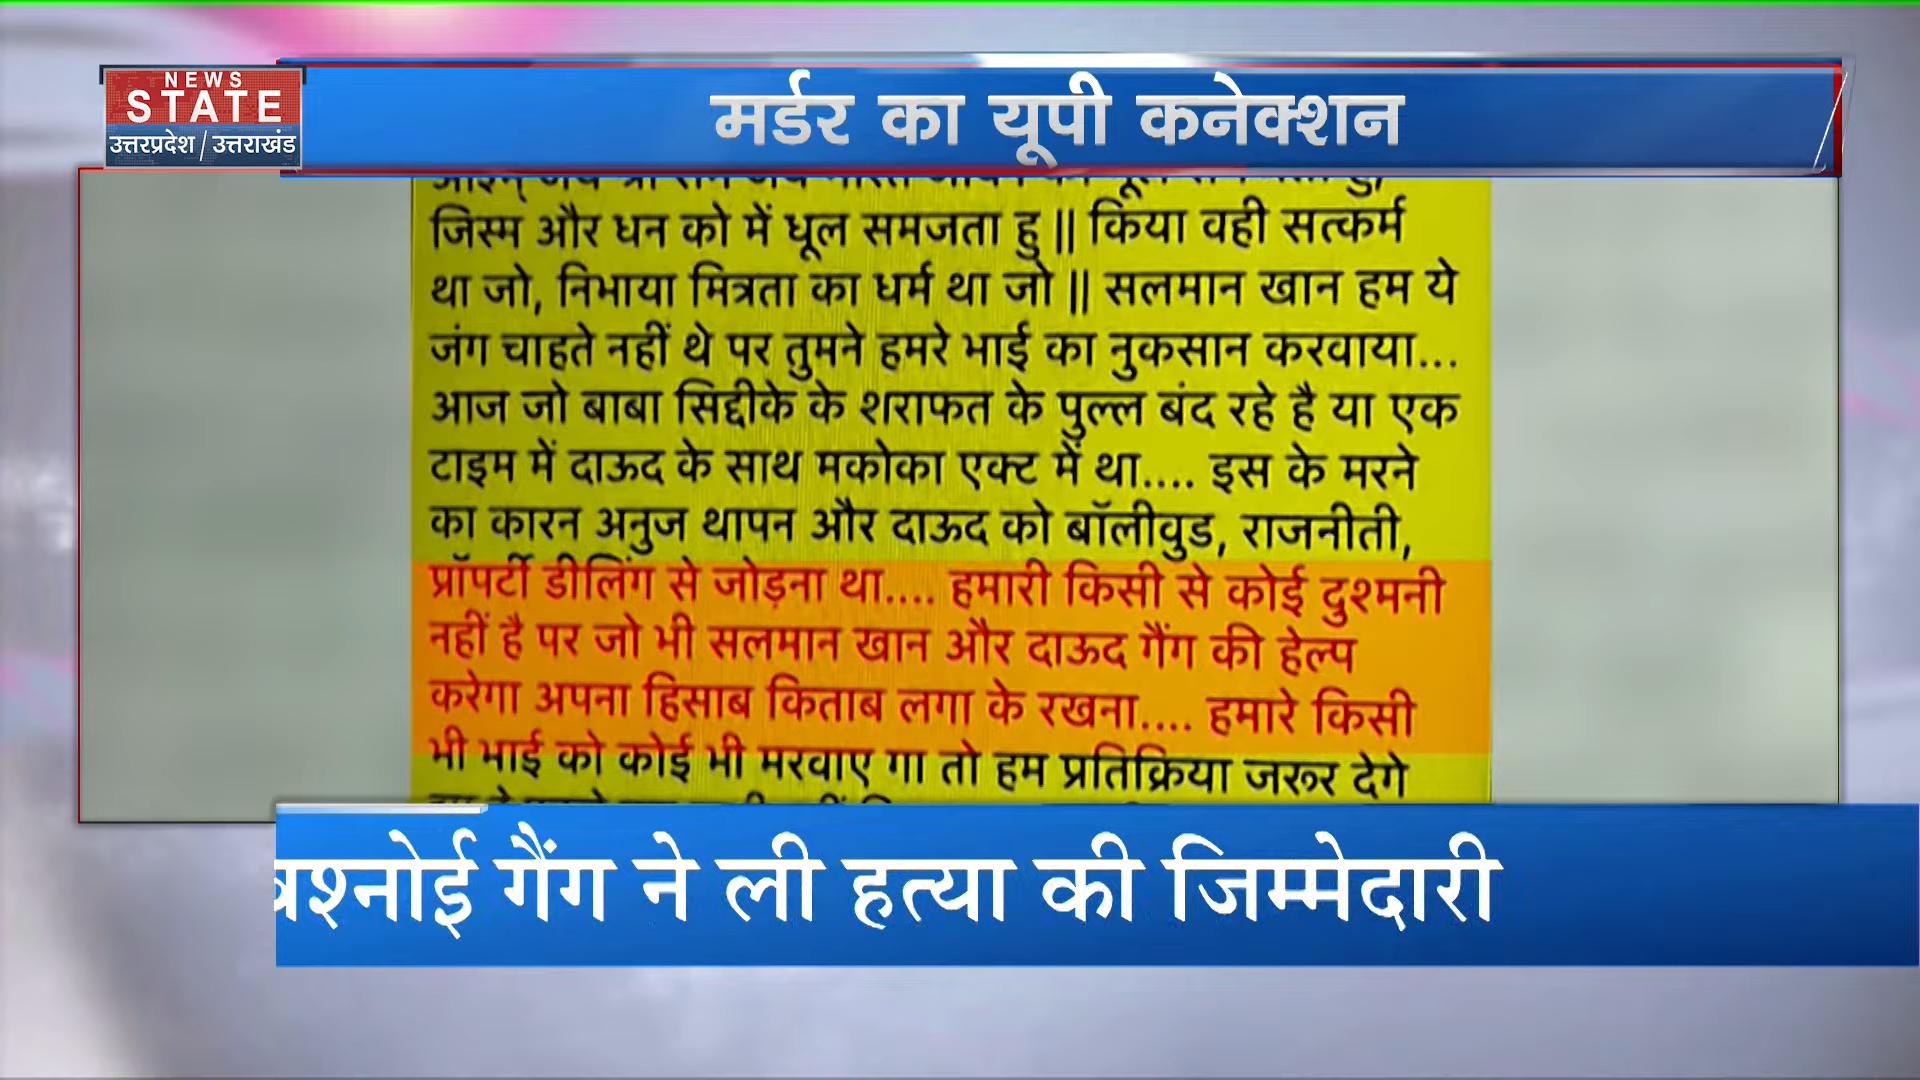 NEWS
STATE
उत्तरप्रदेश/उत्तराखंड
मर्डर का यूपी कनेक्शन
जिस्म और धन को में धूल समजता हु || किया वही सत्कर्म
था जो, निभाया मित्रता का धर्म था जो || सलमान खान हम ये
जंग चाहते नहीं थे पर तुमने हमरे भाई का नुकसान करवाया...
आज जो बाबा सिद्दीके के शराफत के पुल्ल बंद रहे है या एक
टाइम में दाऊद के साथ मकोका एक्ट में था.... इस के मरने
का कारन अनुज थापन और दाऊद को बॉलीवुड, राजनीती,
प्रॉपर्टी डीलिंग से जोड़ना था.... हमारी किसी से कोई दुश्मनी
नहीं है पर जो भी सलमान खान और दाऊद गैंग की हेल्प
करेगा अपना हिसाब किताब लगा के रखना.... हमारे किसी
भी भाई को कोई भी मरवाए गा तो हम प्रतिक्रिया जरूर देगे
गैंग ने ली हत्या की जिम्मेदारी